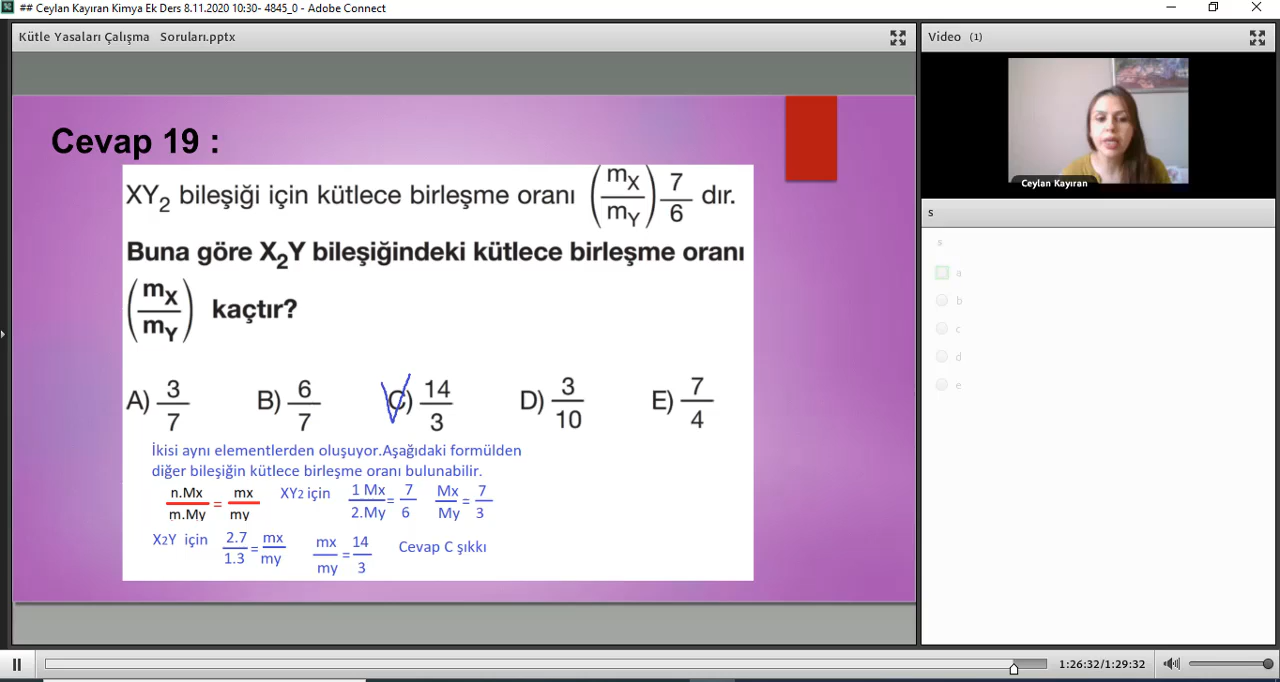 ## Ceylan Kayıran Kimya Ek Ders 8.11.2020 10:30- 4845_0 - Adobe Connect
Kütle Yasaları Çalışma Soruları.pptx
Video (1)
Cevap 19 :
XY2 bileşiği için kütlece birleşme oranı (mX/mY) 7/6 dır.
Buna göre X2Y bileşiğindeki kütlece birleşme oranı
(mX/mY) kaçtır?
A) 3/7 B) 6/7 C) 14/3 D) 3/10 E) 7/4
İkisi aynı elementlerden oluşuyor.Aşağıdaki formülden
diğer bileşiğin kütlece birleşme oranı bulunabilir.
n.Mx/m.My = mx/my XY2 için 1 Mx/2.My = 7/6 Mx/My = 7/3
X2Y için 2.7/1.3 = mx/my mx/my = 14/3 Cevap C şıkkı
Ceylan Kayıran
s
s
a
b
c
d
e
1:26:32/1:29:32